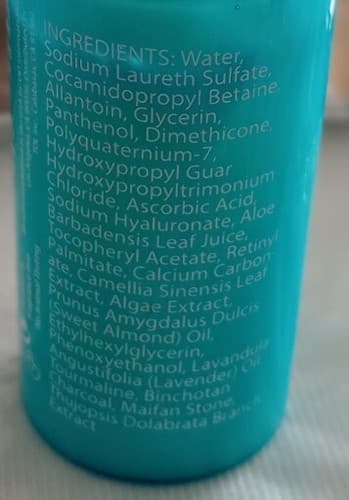 INGREDIENTS: Water,
Sodium Laureth Sulfate,
Cocamidopropyl Betaine,
Allantoin, Glycerin,
Panthenol, Dimethicone,
Polyquaternium-7,
Hydroxypropyl Guar
Hydroxypropyltrimonium
Chloride, Ascorbic Acid,
Sodium Hyaluronate, Aloe
Barbadensis Leaf Juice,
Tocopheryl Acetate, Retinyl
Palmitate, Calcium Carbon-
ate, Camellia Sinensis Leaf
Extract, Algae Extract,
Prunus Amygdalus Dulcis
(Sweet Almond) Oil,
Ethylhexylglycerin,
Phenoxyethanol, Lavandula
Angustifolia (Lavender) Oil,
Tourmaline, Binchotan
Charcoal, Maifan Stone,
Thujopsis Dolabrata Branch
Extract